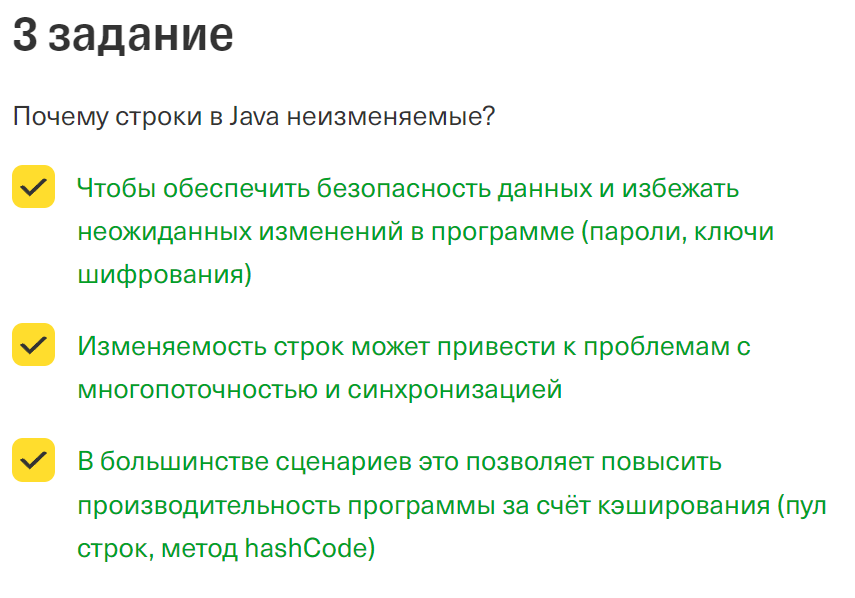 3 задание
Почему строки в Java неизменяемые?
Чтобы обеспечить безопасность данных и избежать
неожиданных изменений в программе (пароли, ключи
шифрования)
Изменяемость строк может привести к проблемам с
многопоточностью и синхронизацией
В большинстве сценариев это позволяет повысить
производительность программы за счёт кэширования (пул
строк, метод hashCode)